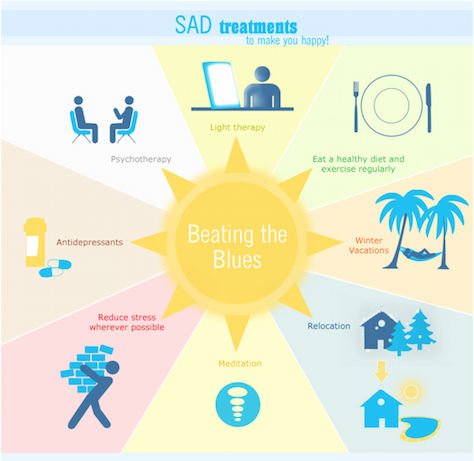 SAD treatments
to make you happy!
Light therapy
Psychotherapy
Eat a healthy diet and
exercise regularly
Beating the
Blues
Antidepressants
Winter
Vacations
Reduce stress
wherever possible
Relocation
Meditation